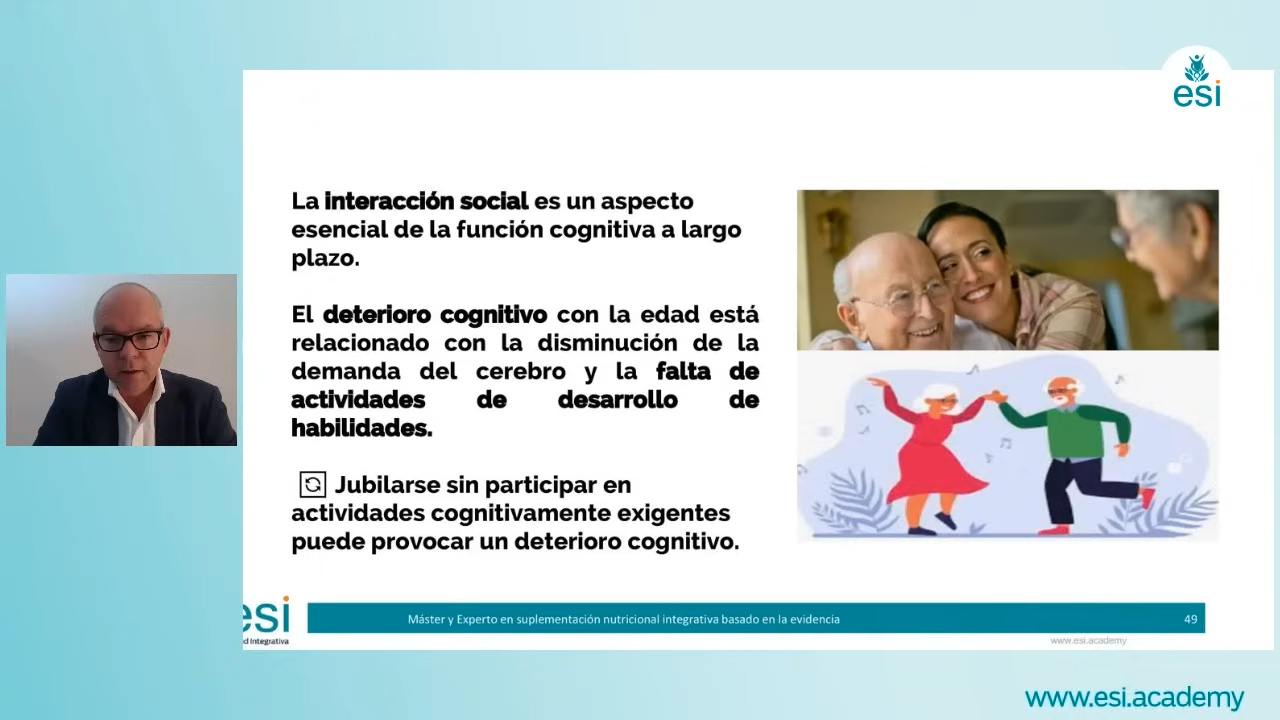 esi
La interacción social es un aspecto
esencial de la función cognitiva a largo
plazo.
El deterioro cognitivo con la edad está
relacionado con la disminución de la
demanda del cerebro y la falta de
actividades de desarrollo de
habilidades.
Jubilarse sin participar en
actividades cognitivamente exigentes
puede provocar un deterioro cognitivo.
esi
d Integrativa
Máster y Experto en suplementación nutricional integrativa basado en la evidencia
49
www.esi.academy
www.esi.academy